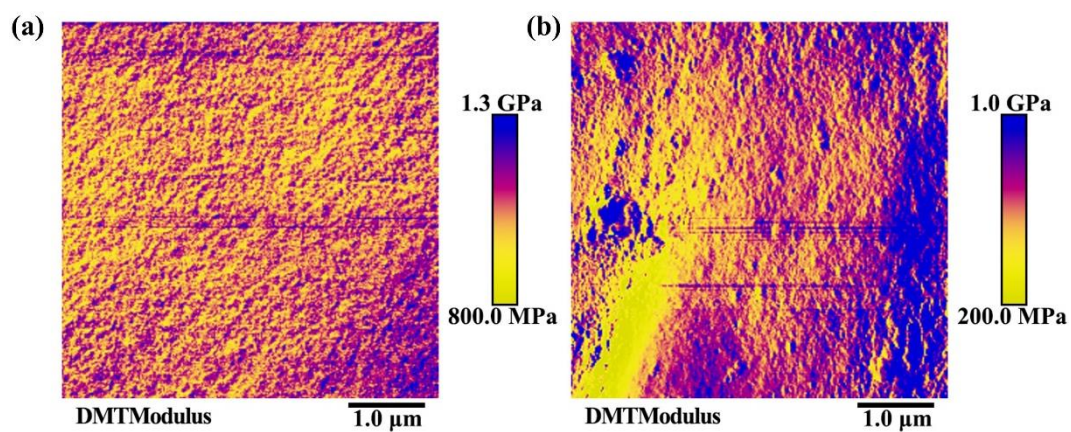 (a)
1.3 GPa
800.0 MPa
DMTModulus
1.0 µm
(b)
1.0 GPa
200.0 MPa
DMTModulus
1.0 µm